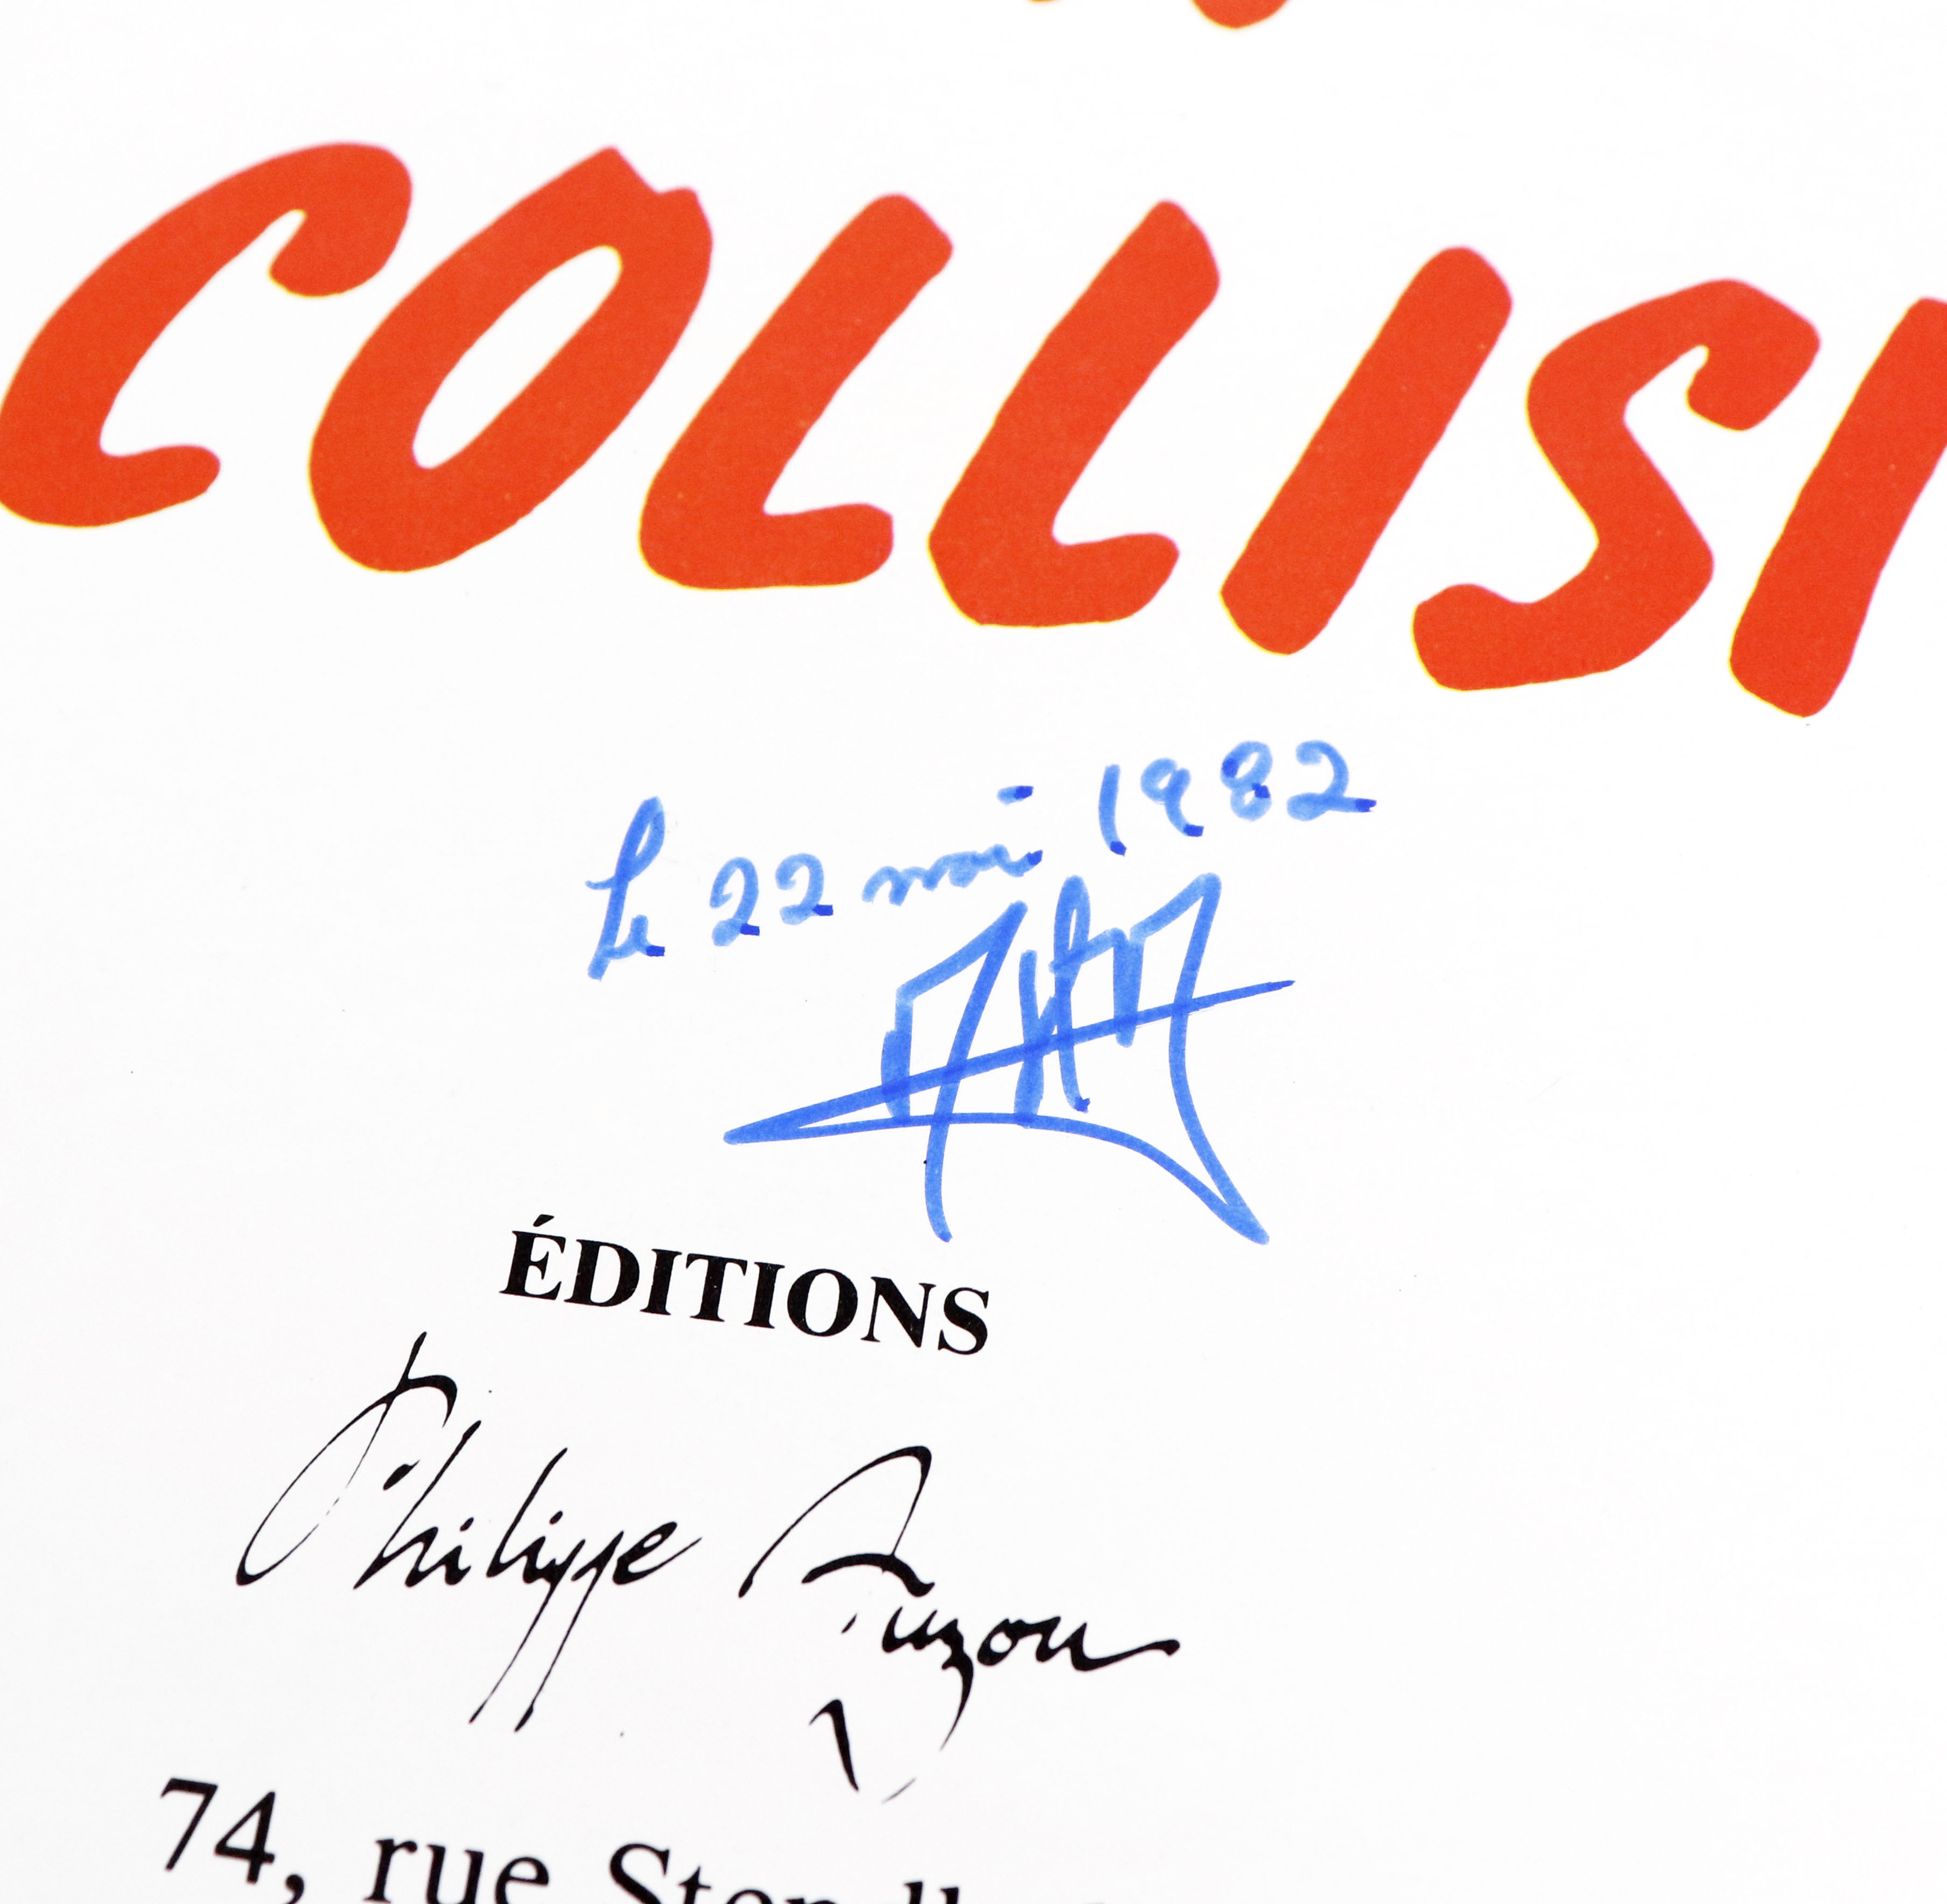 COLLISI
le 22 mai 1982
ÉDITIONS
Philippe Auzou
74, rue